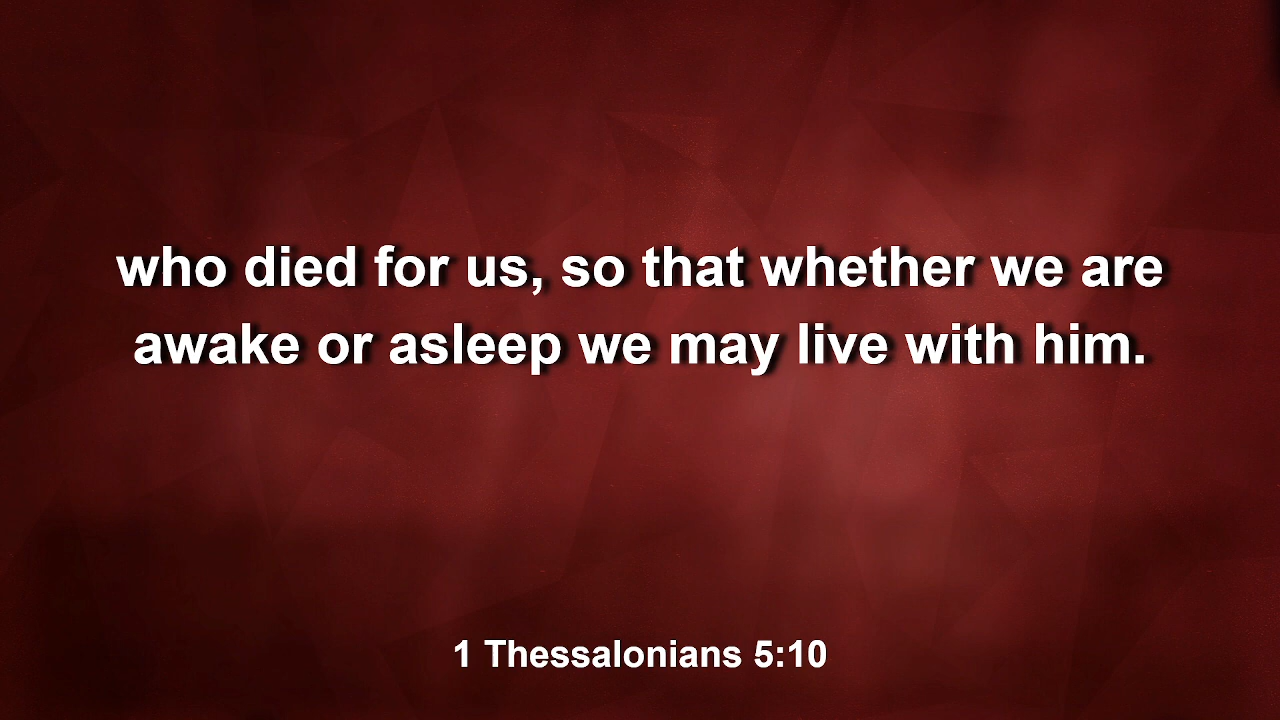 who died for us, so that whether we are
awake or asleep we may live with him.
1 Thessalonians 5:10